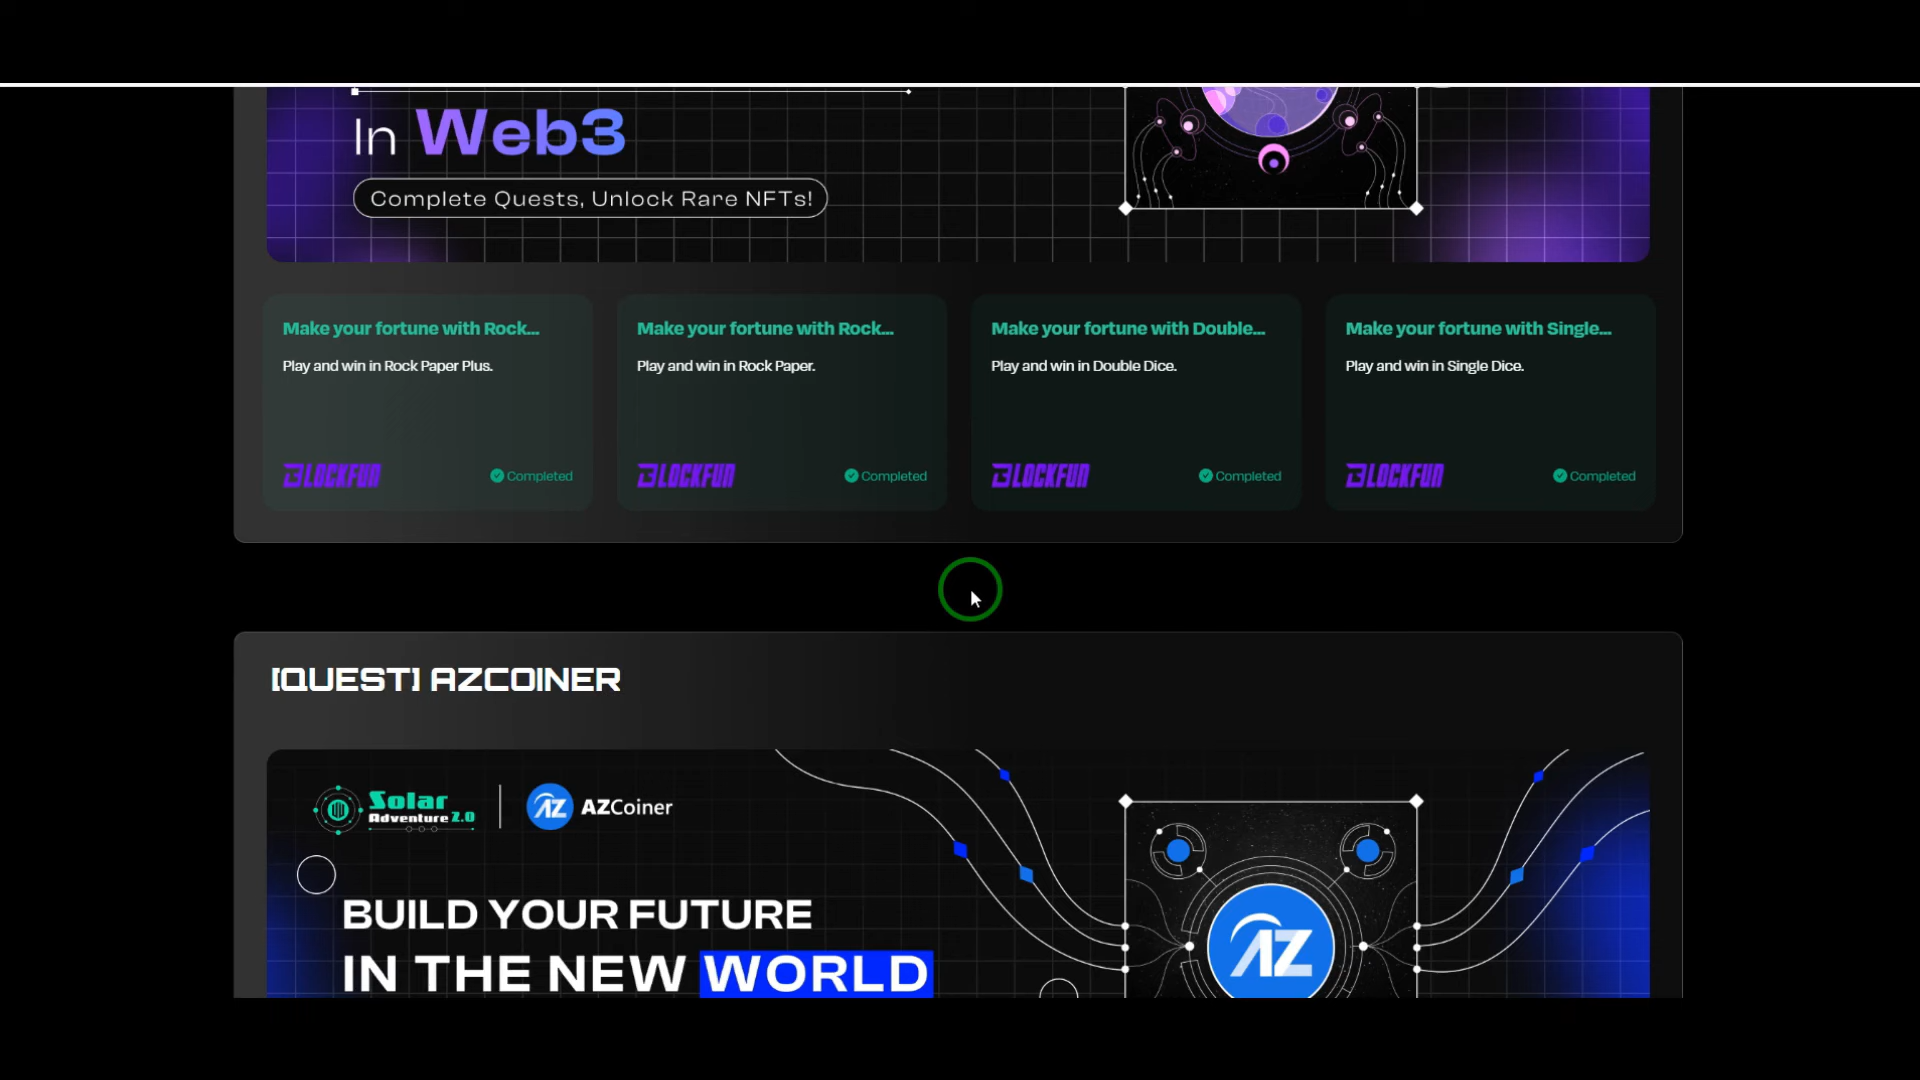 In Web3
Complete Quests, Unlock Rare NFTs!
Make your fortune with Rock...
Play and win in Rock Paper Plus.
BLOCKFUN
Completed
Make your fortune with Rock...
Play and win in Rock Paper.
BLOCKFUN
Completed
Make your fortune with Double...
Play and win in Double Dice.
BLOCKFUN
Completed
Make your fortune with Single...
Play and win in Single Dice.
BLOCKFUN
Completed
[QUEST] AZCOINER
Solar
Adventure 2.0
AZ AZCoiner
BUILD YOUR FUTURE
IN THE NEW WORLD
AZ